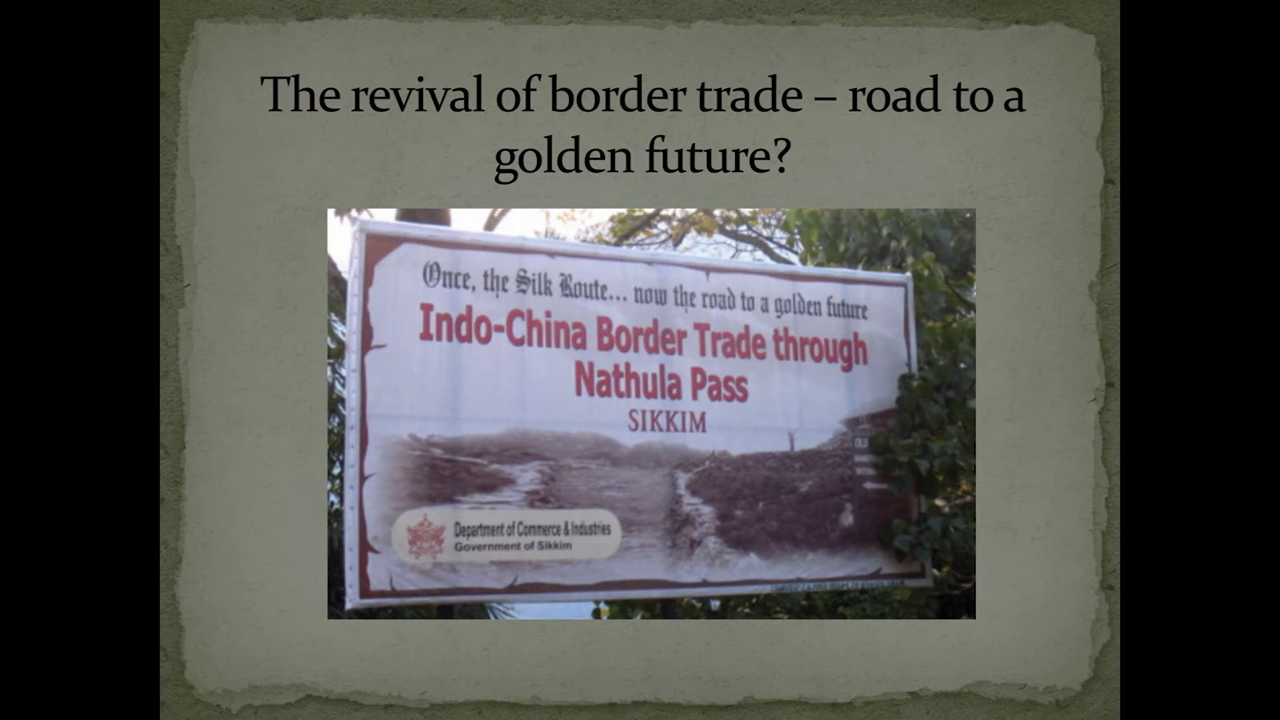 The revival of border trade – road to a
golden future?
Once, the Silk Route... now the road to a golden future
Indo-China Border Trade through
Nathula Pass
SIKKIM
Department of Commerce & Industries
Government of Sikkim